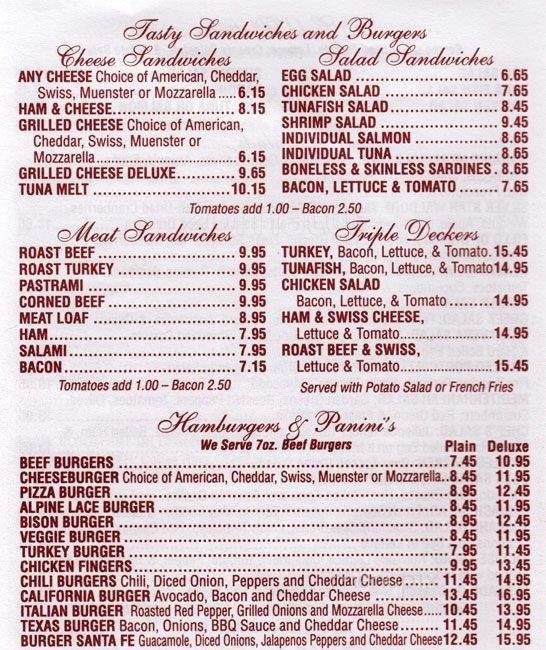 Tasty Sandwiches and Burgers
Cheese Sandwiches
ANY CHEESE Choice of American, Cheddar,
Swiss, Muenster or Mozzarella ..... 6.15
HAM & CHEESE ..... 8.15
GRILLED CHEESE Choice of American,
Cheddar, Swiss, Muenster or
Mozzarella ..... 6.15
GRILLED CHEESE DELUXE ..... 9.65
TUNA MELT ..... 10.15
Salad Sandwiches
EGG SALAD ..... 6.65
CHICKEN SALAD ..... 7.65
TUNAFISH SALAD ..... 8.45
SHRIMP SALAD ..... 9.45
INDIVIDUAL SALMON ..... 8.65
INDIVIDUAL TUNA ..... 8.65
BONELESS & SKINLESS SARDINES . 8.65
BACON, LETTUCE & TOMATO ..... 7.65
Tomatoes add 1.00 – Bacon 2.50
Meat Sandwiches
ROAST BEEF ..... 9.95
ROAST TURKEY ..... 9.95
PASTRAMI ..... 9.95
CORNED BEEF ..... 9.95
MEAT LOAF ..... 8.95
HAM ..... 7.95
SALAMI ..... 7.95
BACON ..... 7.15
Tomatoes add 1.00 – Bacon 2.50
Triple Deckers
TURKEY, Bacon, Lettuce, & Tomato . 15.45
TUNAFISH, Bacon, Lettuce, & Tomato 14.95
CHICKEN SALAD
Bacon, Lettuce, & Tomato ..... 14.95
HAM & SWISS CHEESE,
Lettuce & Tomato ..... 14.95
ROAST BEEF & SWISS,
Lettuce & Tomato ..... 15.45
Served with Potato Salad or French Fries
Hamburgers & Panini's
We Serve 7oz. Beef Burgers
Plain Deluxe
BEEF BURGERS ..... 7.45 10.95
CHEESEBURGER Choice of American, Cheddar, Swiss, Muenster or Mozzarella .. 8.45 11.95
PIZZA BURGER ..... 8.95 12.45
ALPINE LACE BURGER ..... 8.45 11.95
BISON BURGER ..... 8.95 12.45
VEGGIE BURGER ..... 8.45 11.95
TURKEY BURGER ..... 7.95 11.45
CHICKEN FINGERS ..... 9.95 13.45
CHILI BURGERS Chili, Diced Onion, Peppers and Cheddar Cheese ..... 11.45 14.95
CALIFORNIA BURGER Avocado, Bacon and Cheddar Cheese ..... 13.45 16.95
ITALIAN BURGER Roasted Red Pepper, Grilled Onions and Mozzarella Cheese ..... 10.45 13.95
TEXAS BURGER Bacon, Onions, BBQ Sauce and Cheddar Cheese ..... 11.45 14.95
BURGER SANTA FE Guacamole, Diced Onions, Jalapenos Peppers and Cheddar Cheese 12.45 15.95